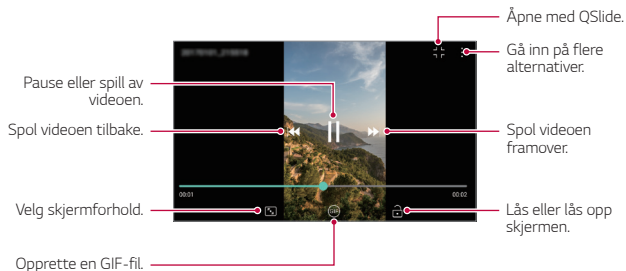 Åpne med QSlide.
Gå inn på flere
alternativer.
Pause eller spill av
videoen.
Spol videoen tilbake.
Spol videoen
framover.
00:01
00:02
Velg skjermforhold.
GIF
Lås eller lås opp
skjermen.
Opprette en GIF-fil.